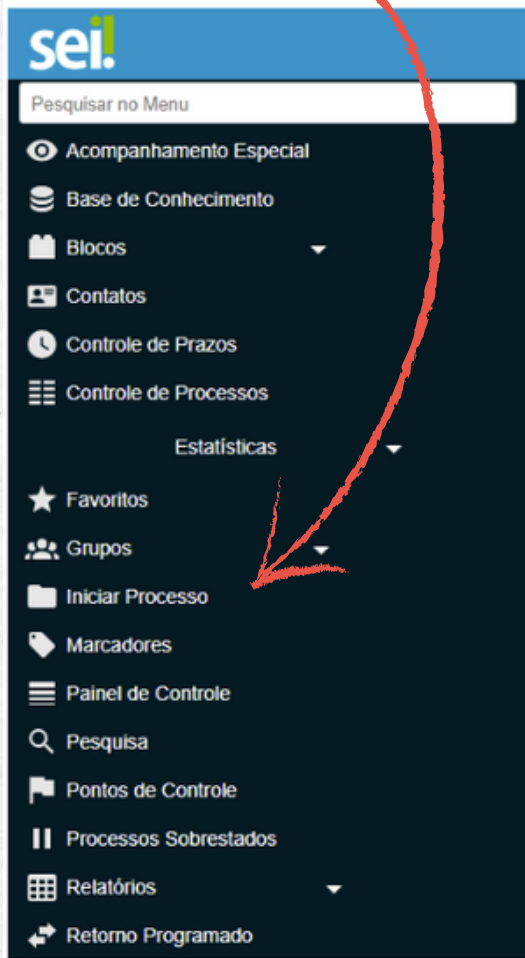 sei!
Pesquisar no Menu
Acompanhamento Especial
Base de Conhecimento
Blocos
Contatos
Controle de Prazos
Controle de Processos
Estatísticas
Favoritos
Grupos
Iniciar Processo
Marcadores
Painel de Controle
Pesquisa
Pontos de Controle
Processos Sobrestados
Relatórios
Retorno Programado